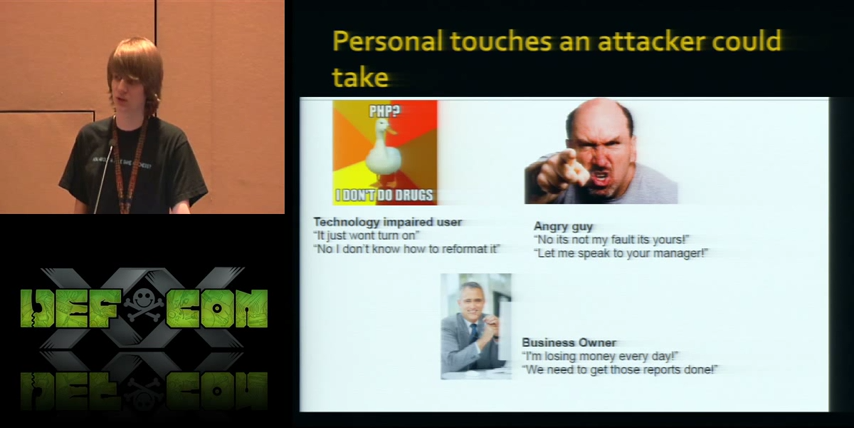 Personal touches an attacker could
take
PHP?
I DON'T DO DRUGS
Technology impaired user
"It just wont turn on"
"No I don't know how to reformat it"
Angry guy
"No its not my fault its yours!"
"Let me speak to your manager!"
Business Owner
"I'm losing money every day!"
"We need to get those reports done!"
DEF CON
XX